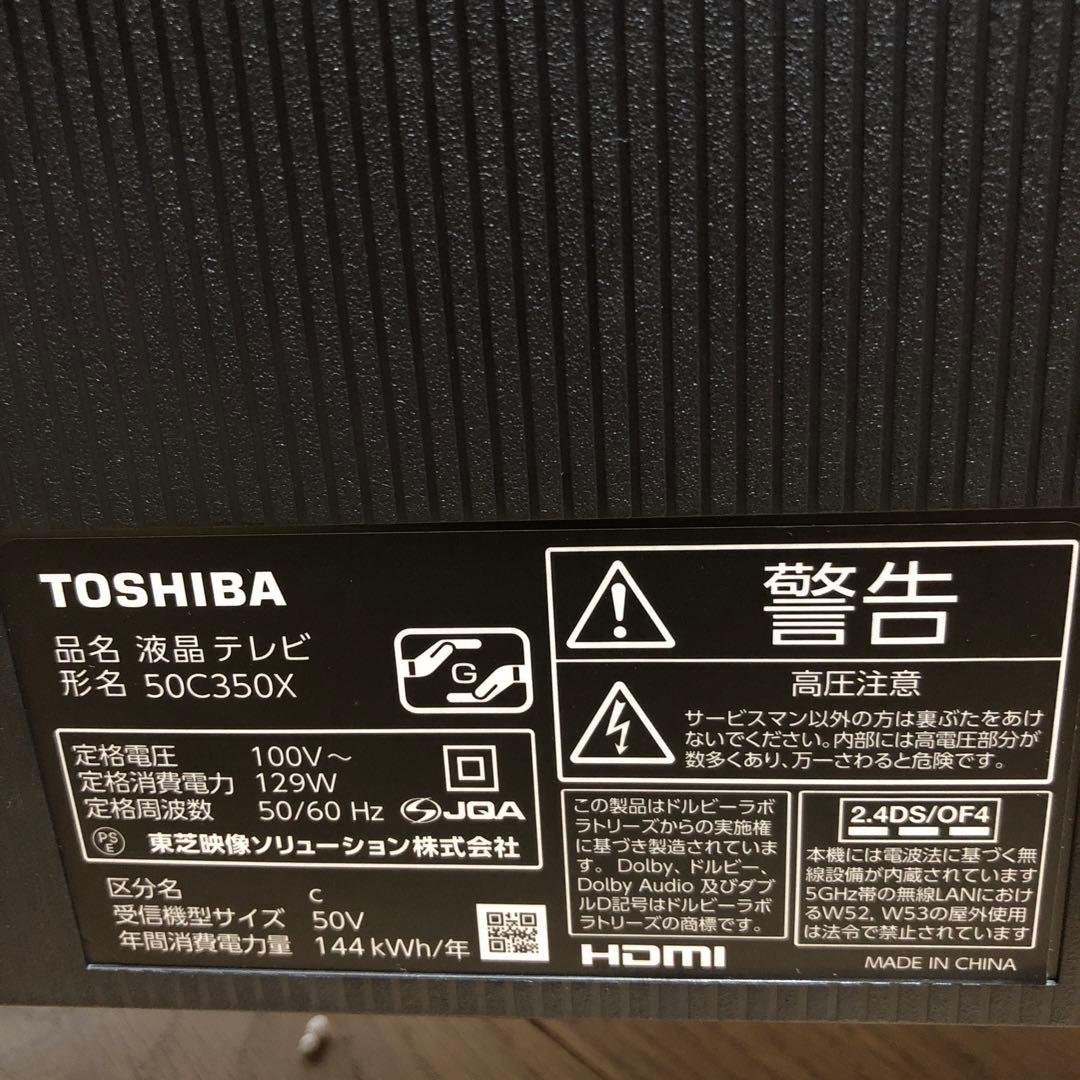 TOSHIBA
品名 液晶テレビ
形名 50C350X
G
定格電圧 100V～
定格消費電力 129W
定格周波数 50/60 Hz
JQA
PS
E
東芝映像ソリューション株式会社
区分名 C
受信機型サイズ 50V
年間消費電力量 144 kWh/年
警告
高圧注意
サービスマン以外の方は裏ぶたをあけ
ないでください。内部には高電圧部分が
数多くあり、万一さわると危険です。
この製品はドルビーラボ
ラトリーズからの実施権
に基づき製造されていま
す。Dolby、ドルビー、
Dolby Audio 及びダブ
ルD記号はドルビーラボ
ラトリーズの商標です。
HDMI
2.4DS/OF4
本機には電波法に基づく無
線設備が内蔵されています
5GHz帯の無線LANにおけ
るW52, W53の屋外使用
は法令で禁止されています
MADE IN CHINA